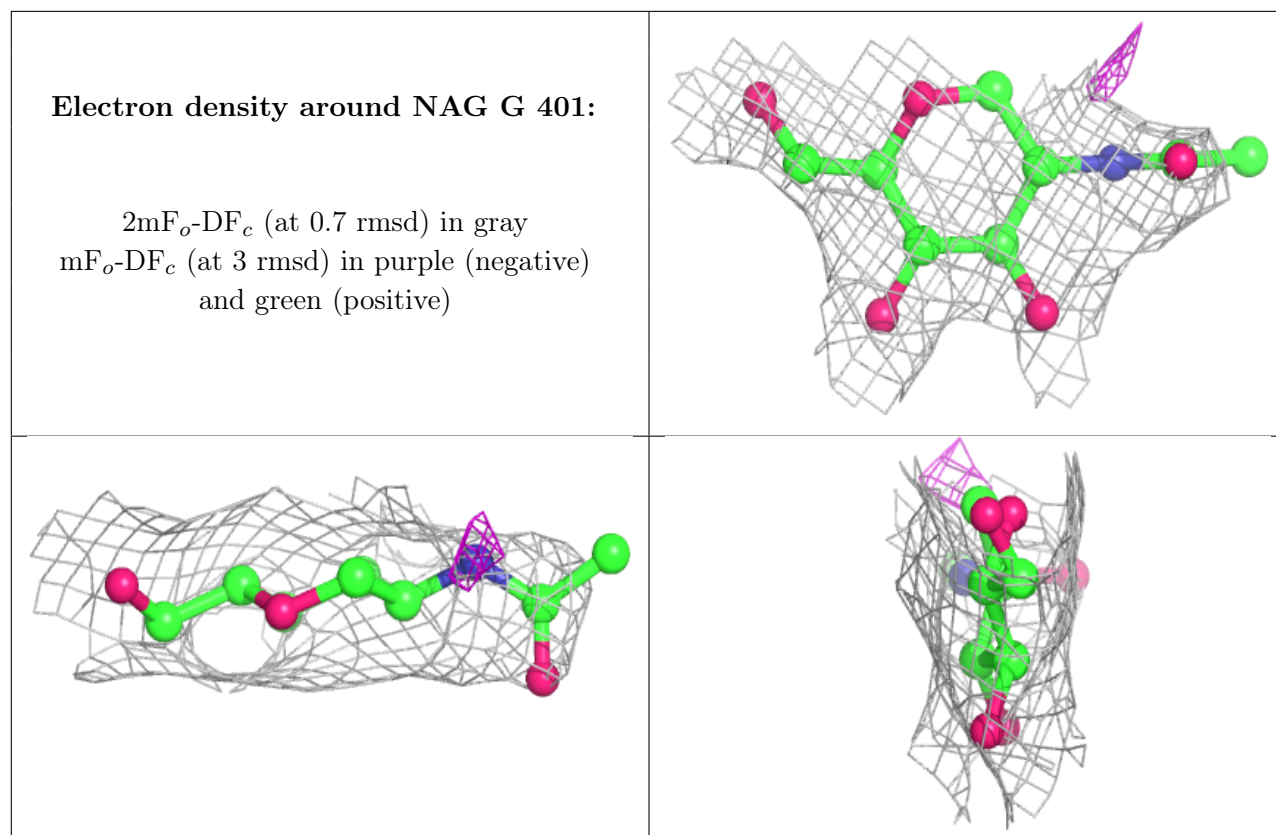 Electron density around NAG G 401:
2mFo-DFc (at 0.7 rmsd) in gray
mFo-DFc (at 3 rmsd) in purple (negative)
and green (positive)